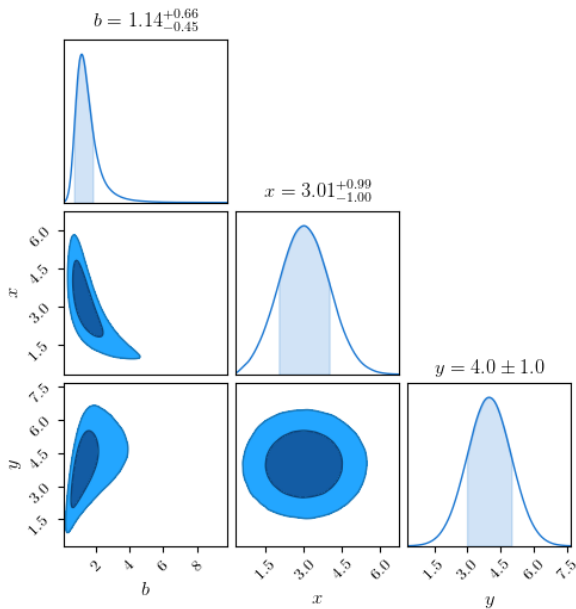 b = 1.14^{+0.66}_{-0.45}
x = 3.01^{+0.99}_{-1.00}
6.0
4.5
3.0
1.5
x
y = 4.0 ± 1.0
7.5
6.0
4.5
3.0
1.5
y
2 4 6 8
1.5 3.0 4.5 6.0
1.5 3.0 4.5 6.0 7.5
b x y